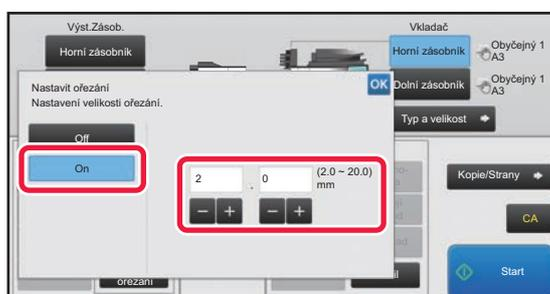 Výst.Zásob.
Vkladač
Horní zásobník
Horní zásobník
Obyčejný 1
A3
Dolní zásobník
Obyčejný 1
A3
Typ a velikost
OK
Nastavit ořezání
Nastavení velikosti ořezání.
Off
On
2 . 0 (2.0 ~ 20.0)
mm
Kopie/Strany
CA
Start
ořezání